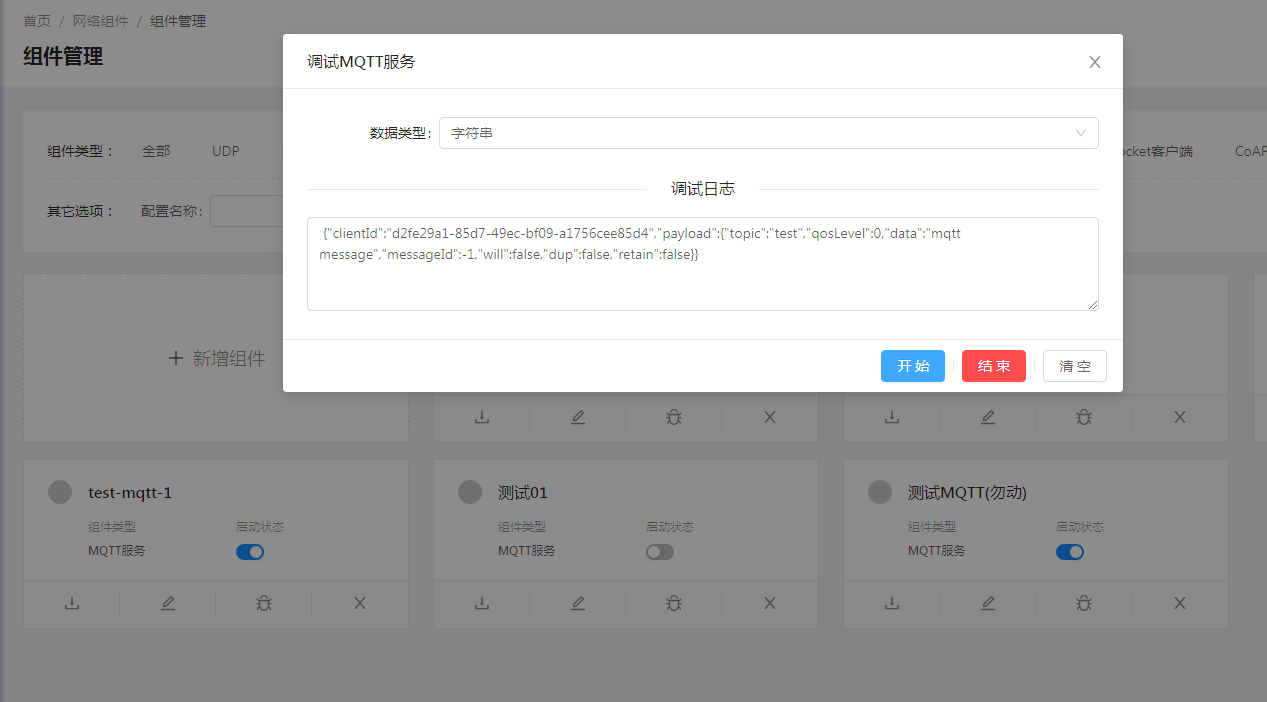 首页 / 网络组件 / 组件管理
组件管理
调试MQTT服务
数据类型: 字符串
组件类型： 全部 UDP
ocket客户端 CoAP
调试日志
其它选项： 配置名称:
{"clientId":"d2fe29a1-85d7-49ec-bf09-a1756cee85d4","payload":{"topic":"test","qosLevel":0,"data":"mqtt
message","messageId":-1,"will":false,"dup":false,"retain":false}}
新增组件
开始 结束 清空
test-mqtt-1 测试01 测试MQTT(勿动)
组件类型 启动状态 组件类型 启动状态 组件类型 启动状态
MQTT服务 MQTT服务 MQTT服务